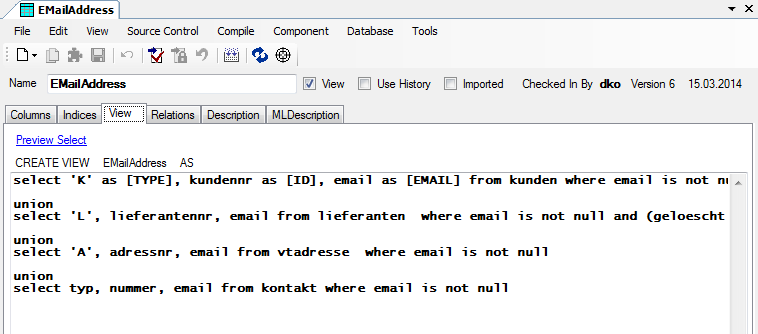 EMailAddress
File Edit View Source Control Compile Component Database Tools
Name EMailAddress View Use History Imported Checked In By dko Version 6 15.03.2014
Columns Indices View Relations Description MLDescription
Preview Select
CREATE VIEW EMailAddress AS
select 'K' as [TYPE], kundennr as [ID], email as [EMAIL] from kunden where email is not
union
select 'L', lieferantennr, email from lieferanten  where email is not null and (geloescht
union
select 'A', adressnr, email from vtadresse  where email is not null
union
select typ, nummer, email from kontakt where email is not null